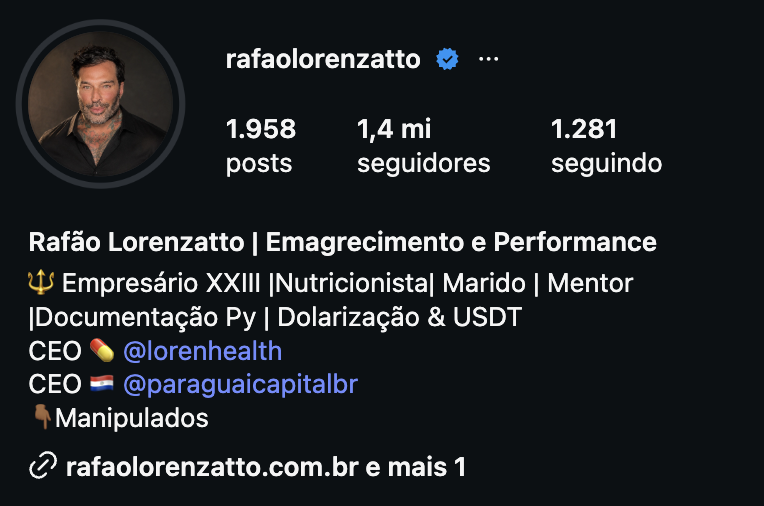 rafaolorenzatto
1.958 posts
1,4 mi seguidores
1.281 seguindo
Rafão Lorenzatto | Emagrecimento e Performance
🔱 Empresário XXIII |Nutricionista| Marido | Mentor
|Documentação Py | Dolarização & USDT
CEO 💊 @lorenhealth
CEO 🇵🇾 @paraguaicapitalbr
👇🏾Manipulados
rafaolorenzatto.com.br e mais 1